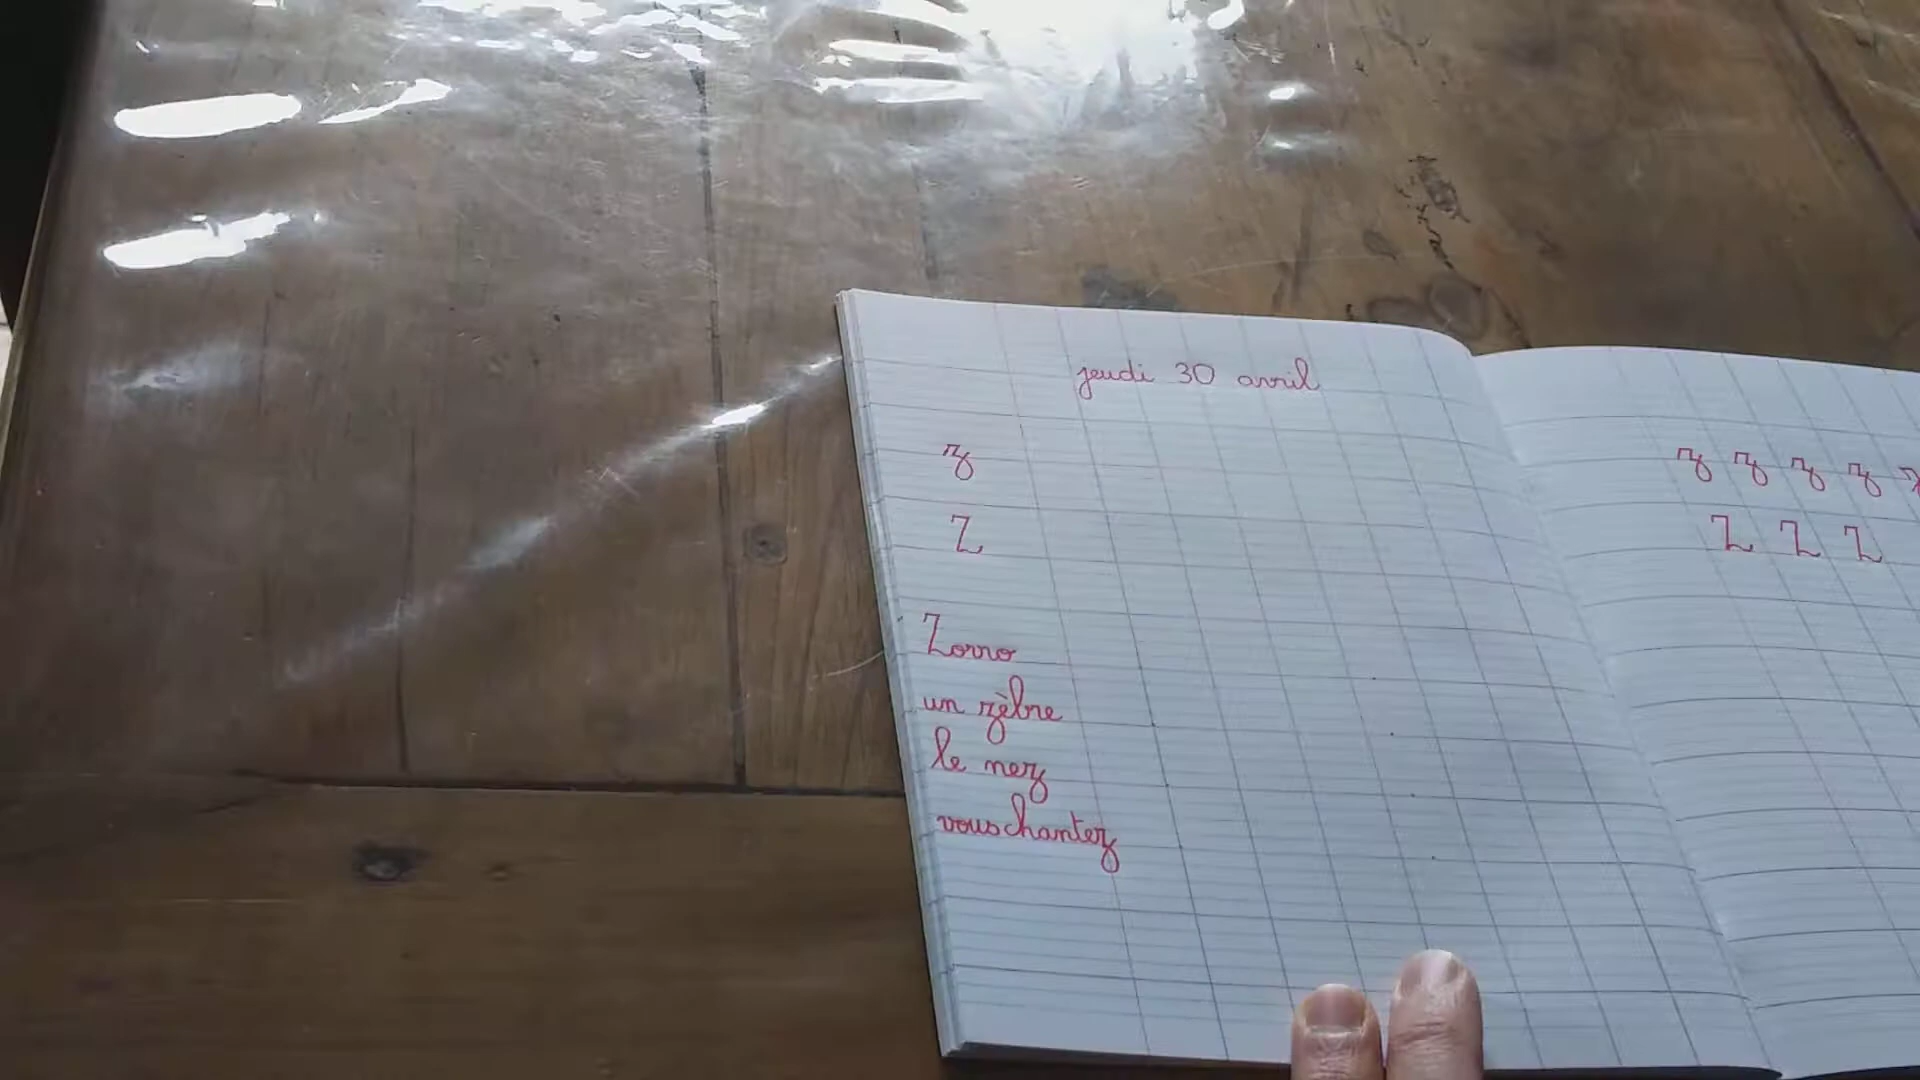 jeudi 30 avril
z
Z
Zorro
un zèbre
le nez
vous chantez
z z z z z
Z Z Z